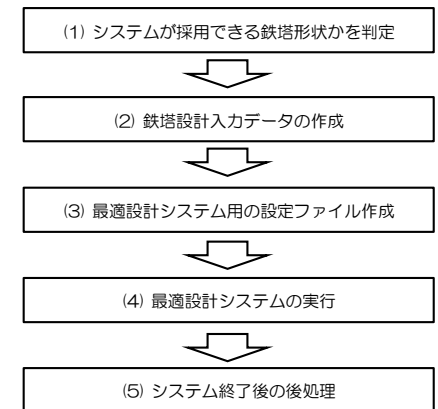 (1) システムが採用できる鉄塔形状かを判定
(2) 鉄塔設計入力データの作成
(3) 最適設計システム用の設定ファイル作成
(4) 最適設計システムの実行
(5) システム終了後の後処理